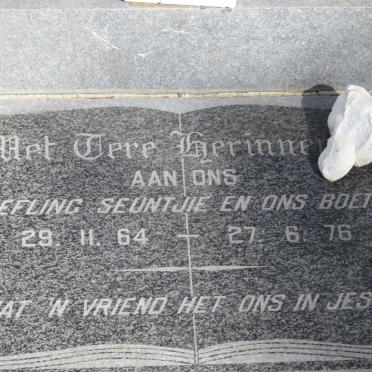 Met Tere Herinner
AAN ONS
EFLING SEUNTJIE EN ONS BOET
29. 11. 64 - 27. 6. 76
AT 'N VRIEND HET ONS IN JES